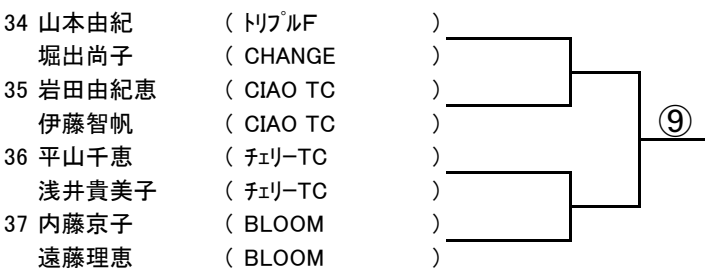 34 山本由紀 ( ﾄﾘﾌﾟﾙF )
堀出尚子 ( CHANGE )
35 岩田由紀恵 ( CIAO TC )
伊藤智帆 ( CIAO TC )
⑨
36 平山千恵 ( ﾁｪﾘｰTC )
浅井貴美子 ( ﾁｪﾘｰTC )
37 内藤京子 ( BLOOM )
遠藤理恵 ( BLOOM )